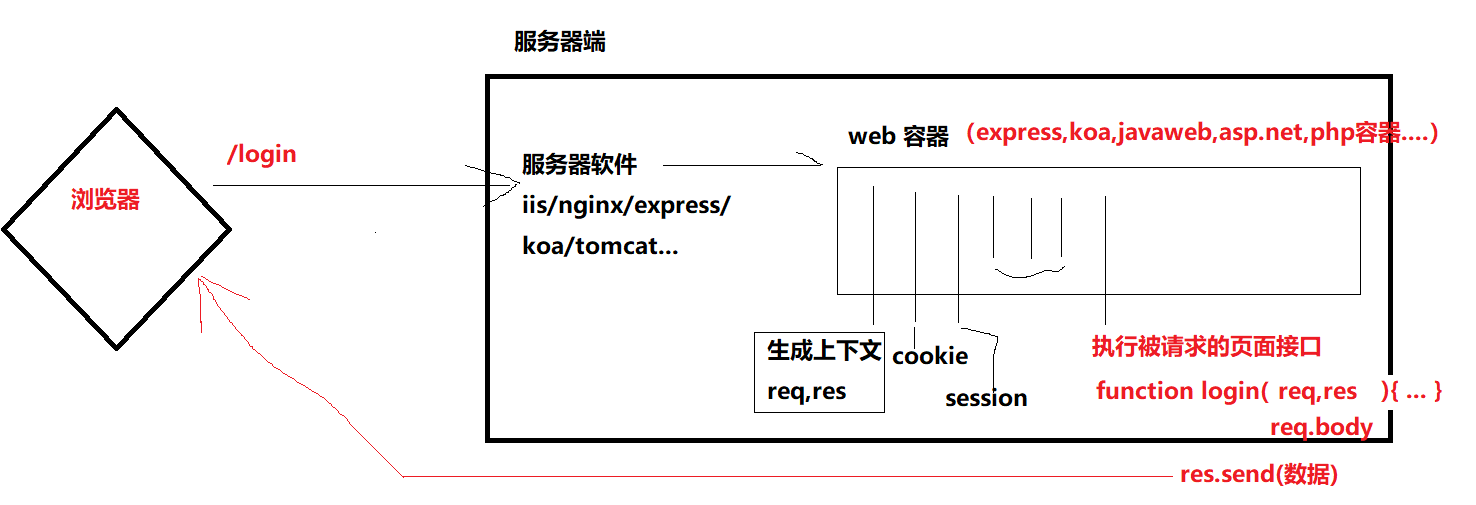 服务器端
web 容器 （express,koa,javaweb,asp.net,php容器....）
/login
服务器软件
浏览器
iis/nginx/express/
koa/tomcat...
生成上下文
req,res
cookie
session
执行被请求的页面接口
function login( req,res ){ ... }
req.body
res.send(数据)